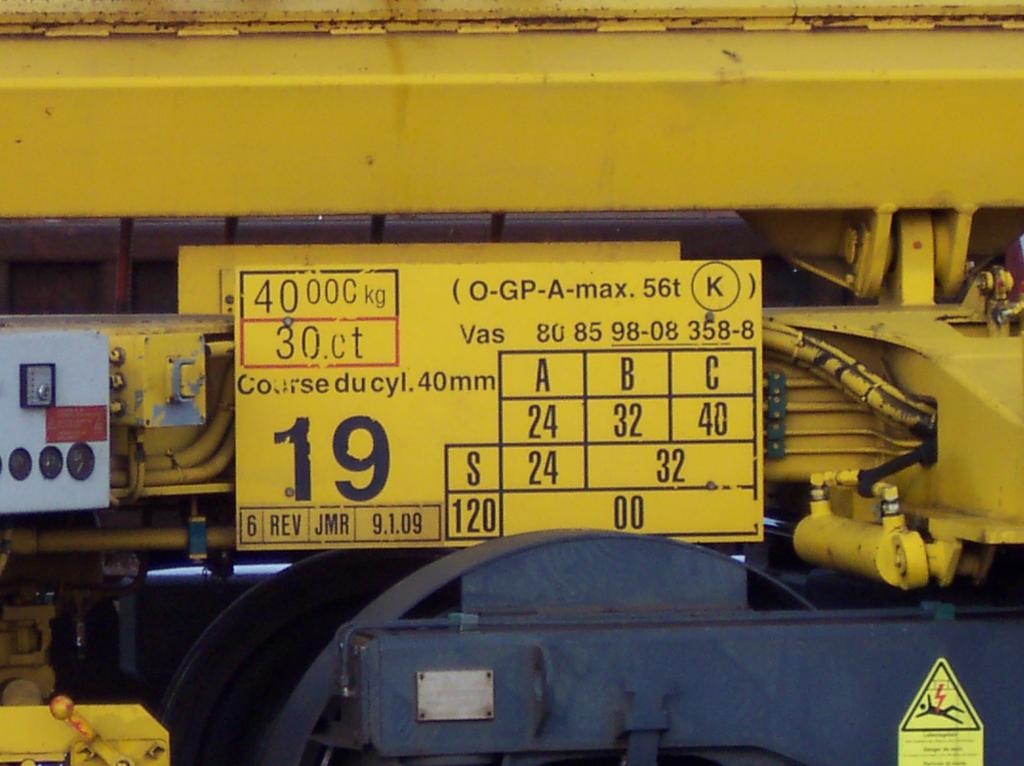 40 000 kg
30.ct
( O-GP-A-max. 56t K )
Vas 80 85 98-08 358-8
Course du cyl. 40mm
19
A B C
24 32 40
S 24 32
120 00
6 REV JMR 9.1.09